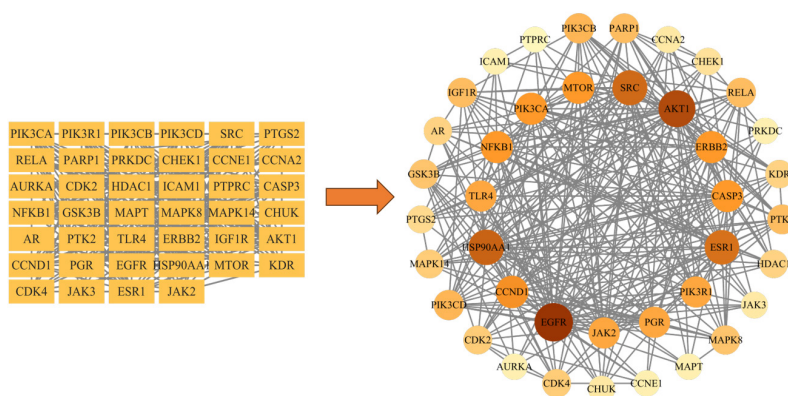 PIK3CA PIK3R1 PIK3CB PIK3CD SRC PTGS2
RELA PARP1 PRKDC CHEK1 CCNE1 CCNA2
AURKA CDK2 HDAC1 ICAM1 PTPRC CASP3
NFKB1 GSK3B MAPT MAPK8 MAPK14 CHUK
AR PTK2 TLR4 ERBB2 IGF1R AKT1
CCND1 PGR EGFR HSP90AA1 MTOR KDR
CDK4 JAK3 ESR1 JAK2
PIK3CB PARP1
PTPRC CCNA2
ICAM1 CHEK1
IGF1R MTOR SRC RELA
PIK3CA AKT1
AR PRKDC
NFKB1 ERBB2
GSK3B KDR
TLR4 CASP3
PTGS2 PTK2
HSP90AA1 ESR1
MAPK14 HDAC1
CCND1 PIK3R1
PIK3CD JAK3
EGFR JAK2 PGR
CDK2 MAPK8
AURKA MAPT
CDK4 CHUK CCNE1